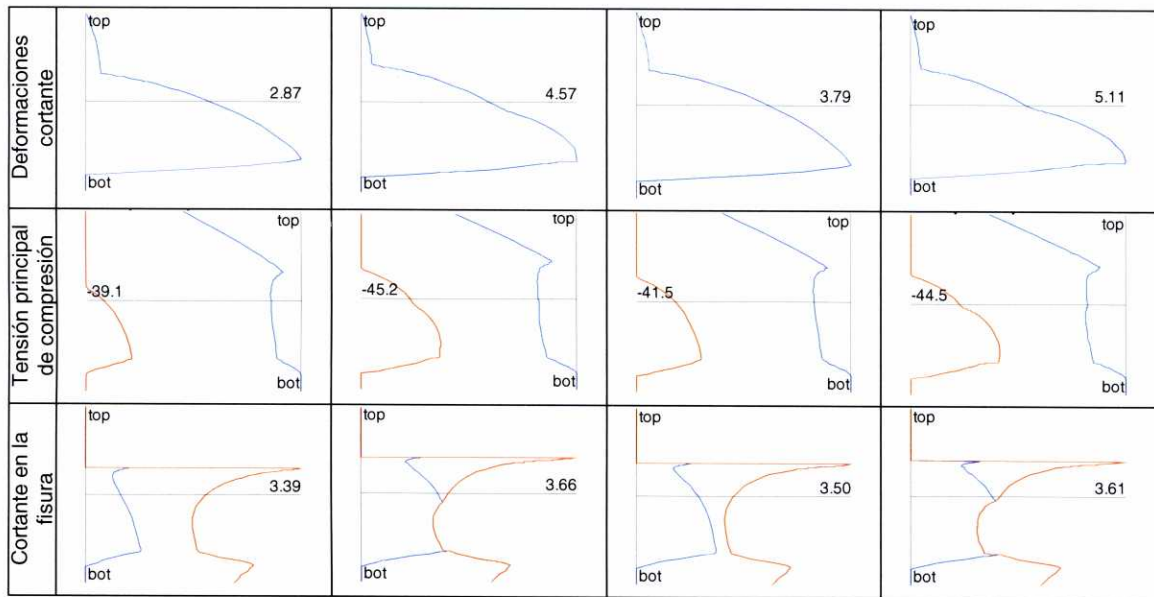 Deformaciones
cortante
top
2.87
bot
top
4.57
bot
top
3.79
bot
top
5.11
bot
Tensión principal
de compresión
top
-39.1
bot
top
-45.2
bot
top
-41.5
bot
top
-44.5
bot
Cortante en la
fisura
top
3.39
bot
top
3.66
bot
top
3.50
bot
top
3.61
bot